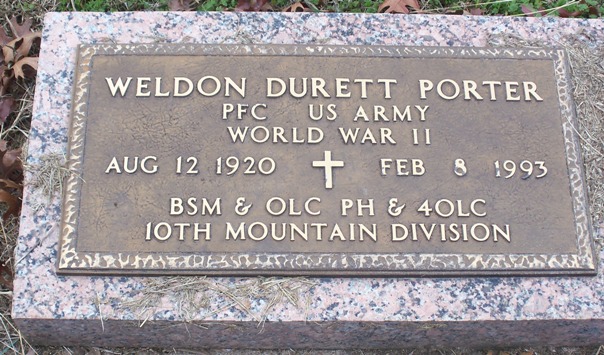 WELDON DURETT PORTER
PFC US ARMY
WORLD WAR II
AUG 12 1920 FEB 8 1993
BSM & OLC PH & 4OLC
10TH MOUNTAIN DIVISION